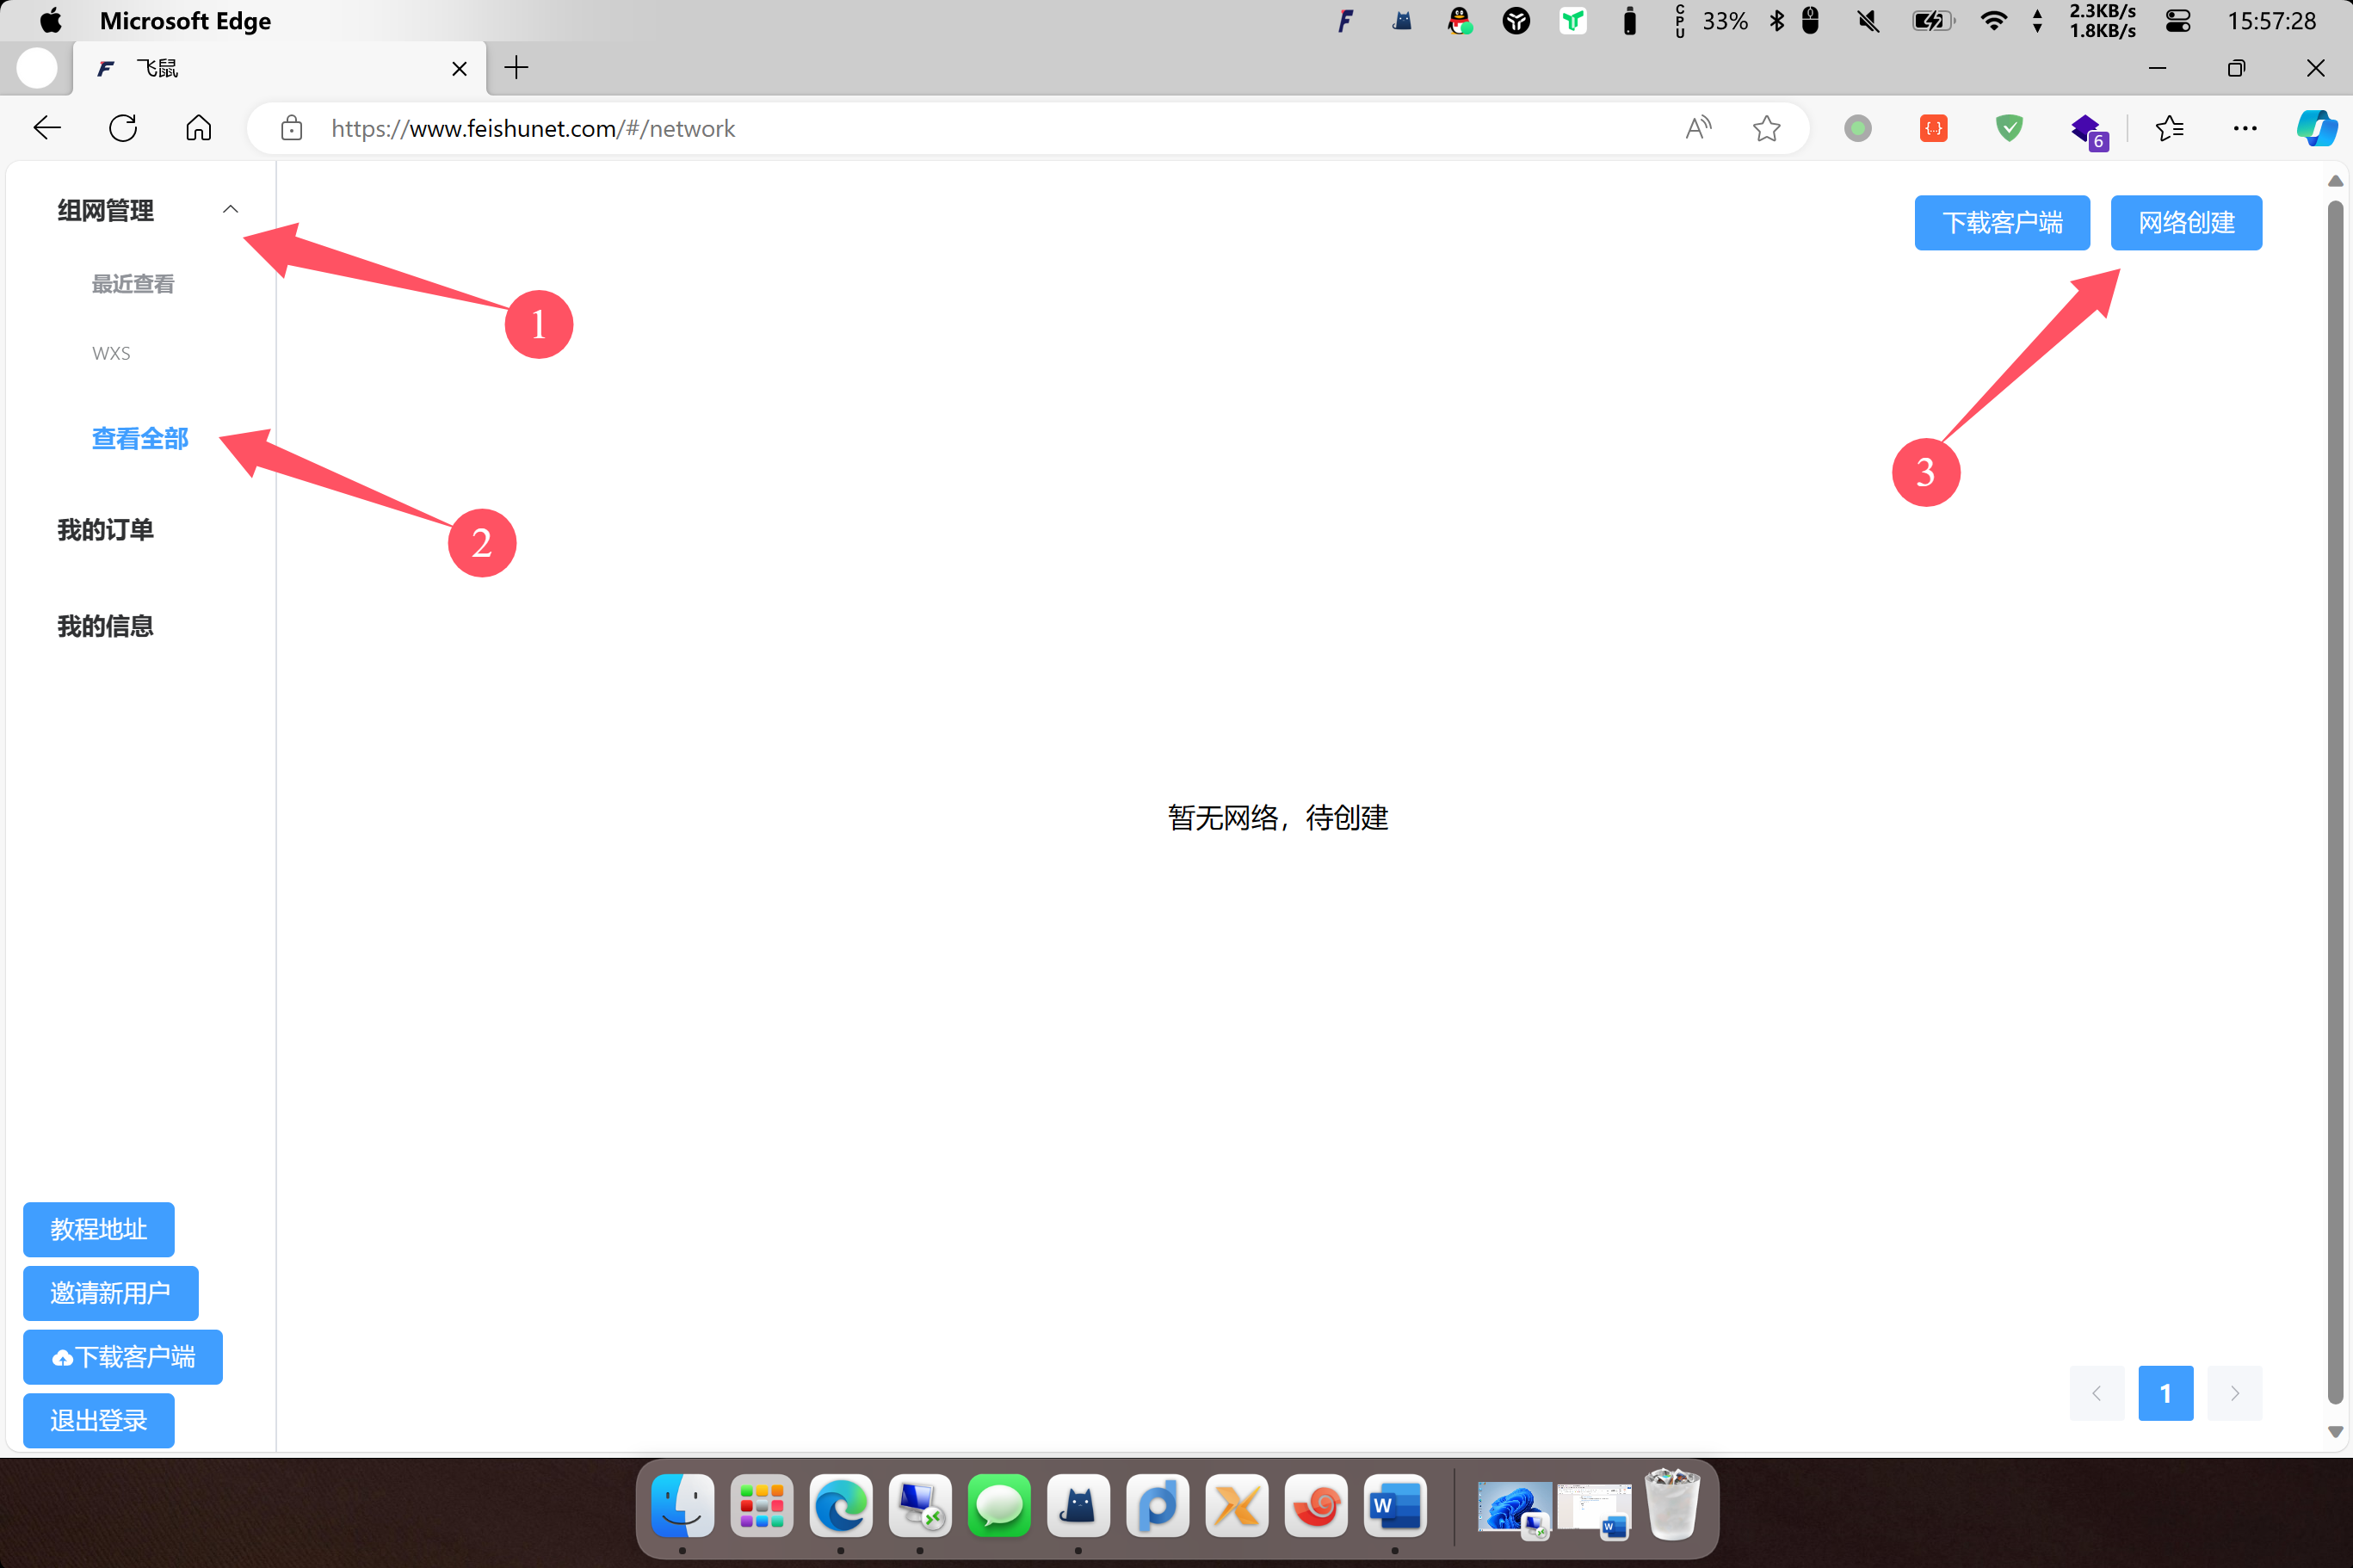 Microsoft Edge
CPU 33%
2.3KB/s
1.8KB/s
15:57:28
飞鼠
https://www.feishunet.com/#/network
6
组网管理
下载客户端
网络创建
最近查看
1
WXS
查看全部
3
我的订单
2
我的信息
暂无网络，待创建
教程地址
邀请新用户
下载客户端
1
退出登录